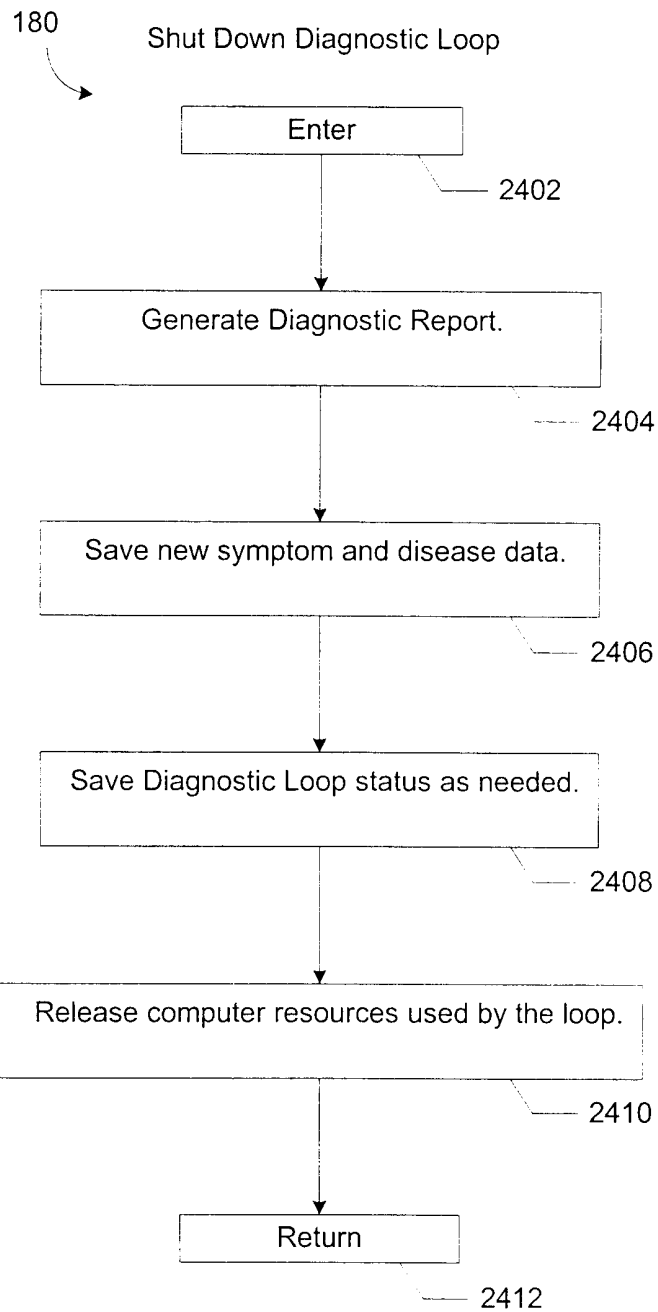 180
Shut Down Diagnostic Loop
Enter
2402
Generate Diagnostic Report.
2404
Save new symptom and disease data.
2406
Save Diagnostic Loop status as needed.
2408
Release computer resources used by the loop.
2410
Return
2412